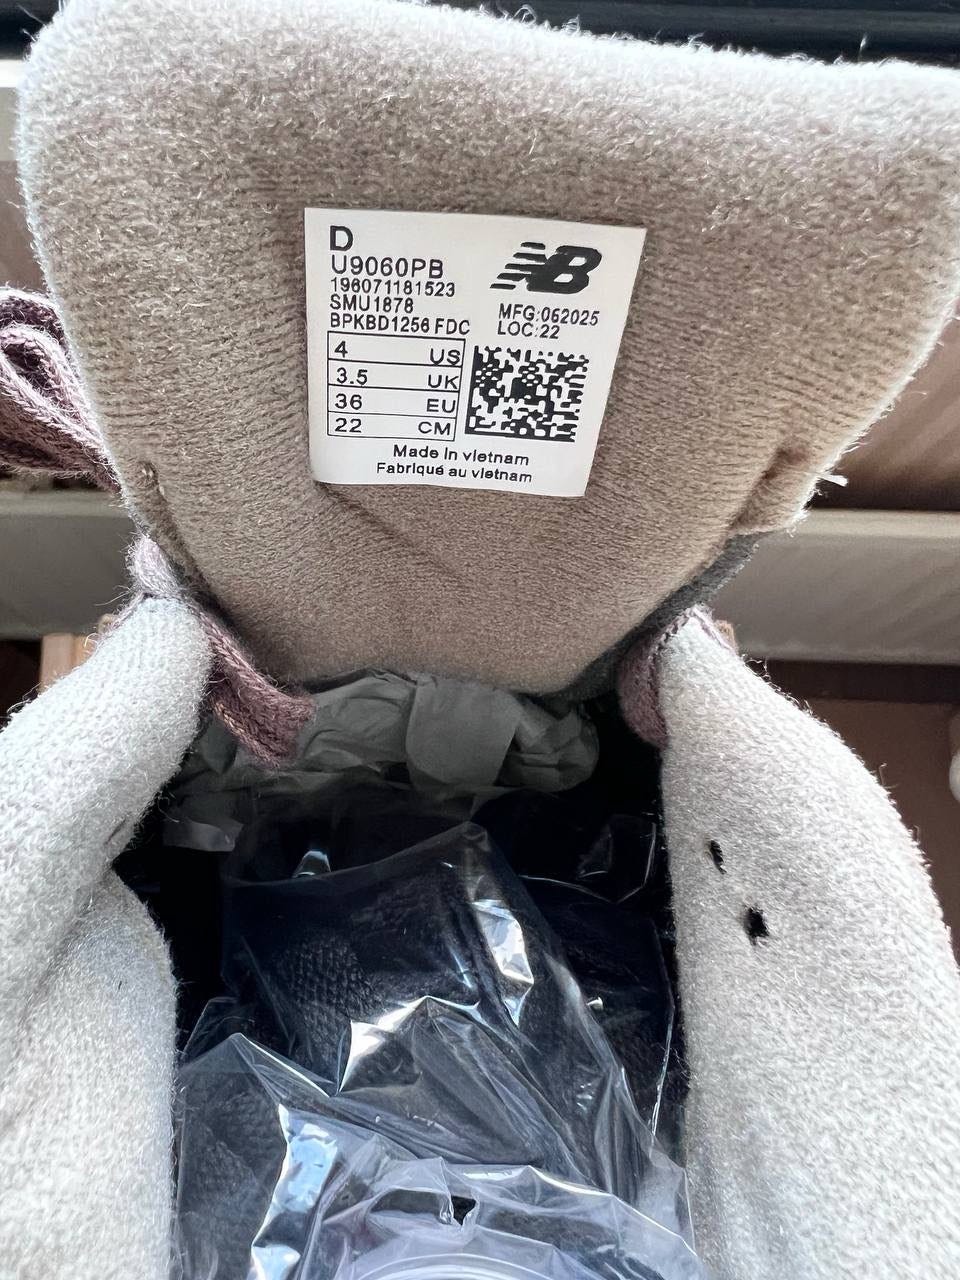 D
U9060PB
196071181523
SMU1878
BPKBD1256 FDC
NB
MFG:062025
LOC:22
4 US
3.5 UK
36 EU
22 CM
Made in vietnam
Fabriqué au vietnam